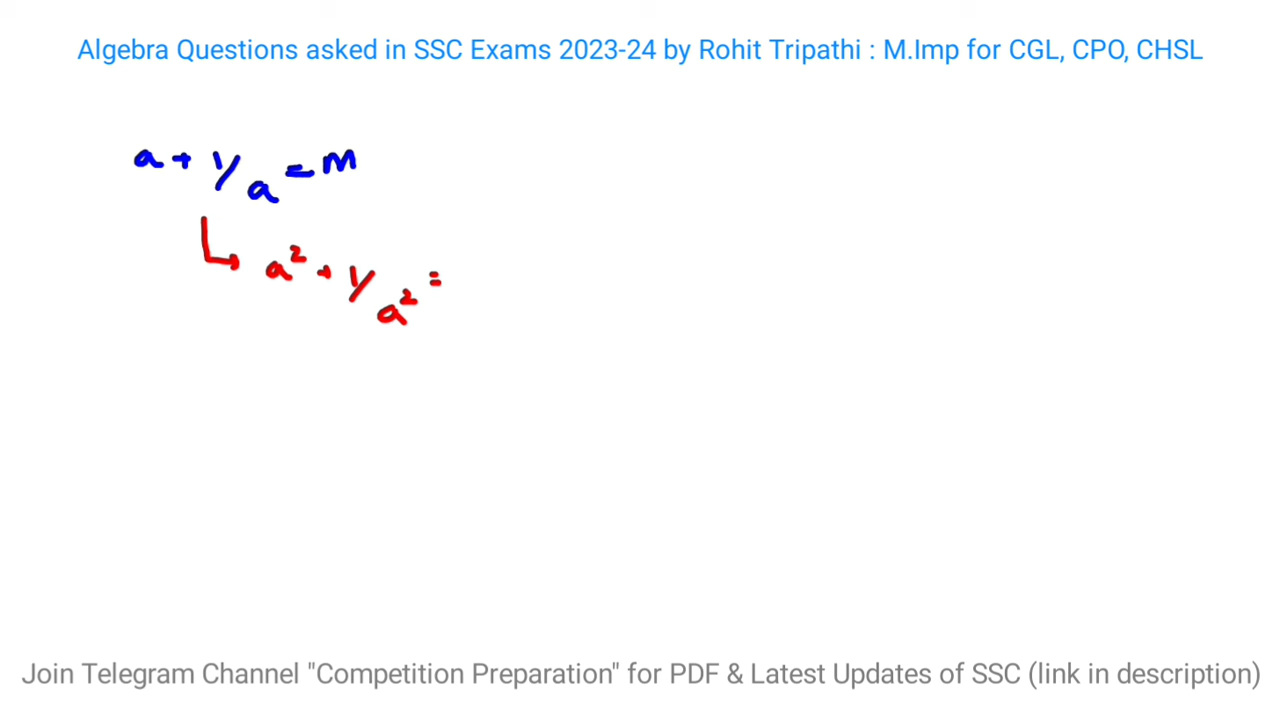 Algebra Questions asked in SSC Exams 2023-24 by Rohit Tripathi : M.Imp for CGL, CPO, CHSL
a + 1/a = m
↳ a² + 1/a² =
Join Telegram Channel "Competition Preparation" for PDF & Latest Updates of SSC (link in description)